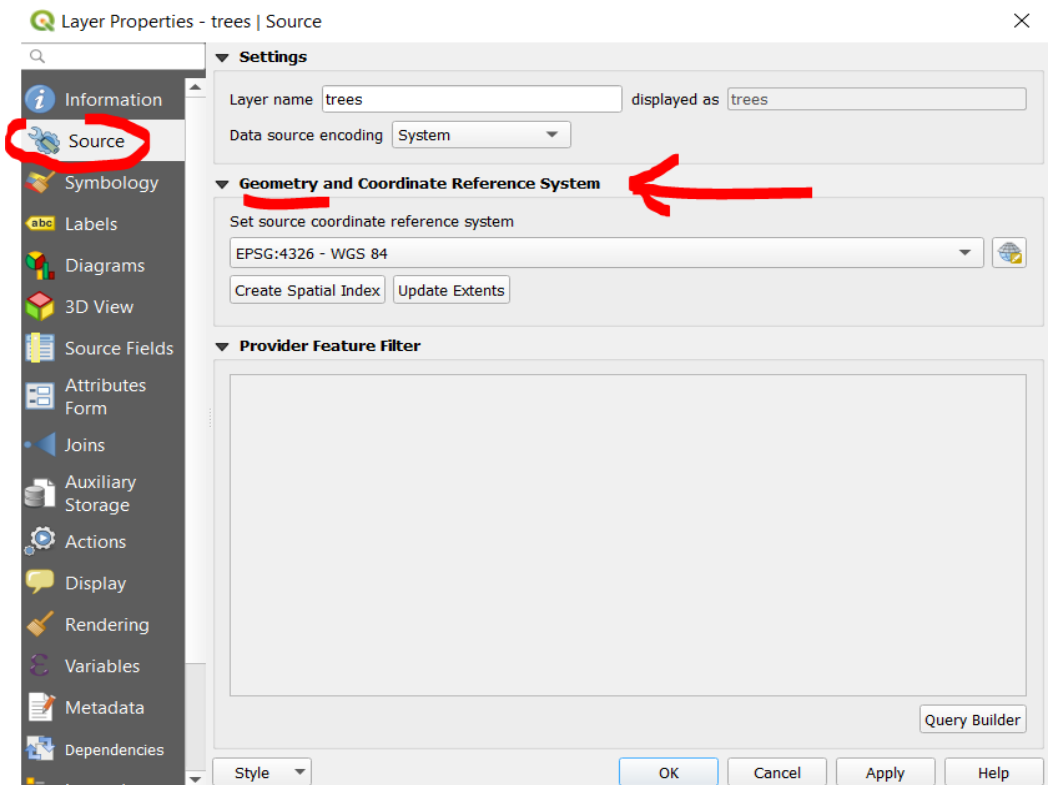 Layer Properties - trees | Source
Information
Source
Symbology
abc Labels
Diagrams
3D View
Source Fields
Attributes
Form
Joins
Auxiliary
Storage
Actions
Display
Rendering
Variables
Metadata
Dependencies
Settings
Layer name trees displayed as trees
Data source encoding System
Geometry and Coordinate Reference System
Set source coordinate reference system
EPSG:4326 - WGS 84
Create Spatial Index Update Extents
Provider Feature Filter
Query Builder
Style OK Cancel Apply Help